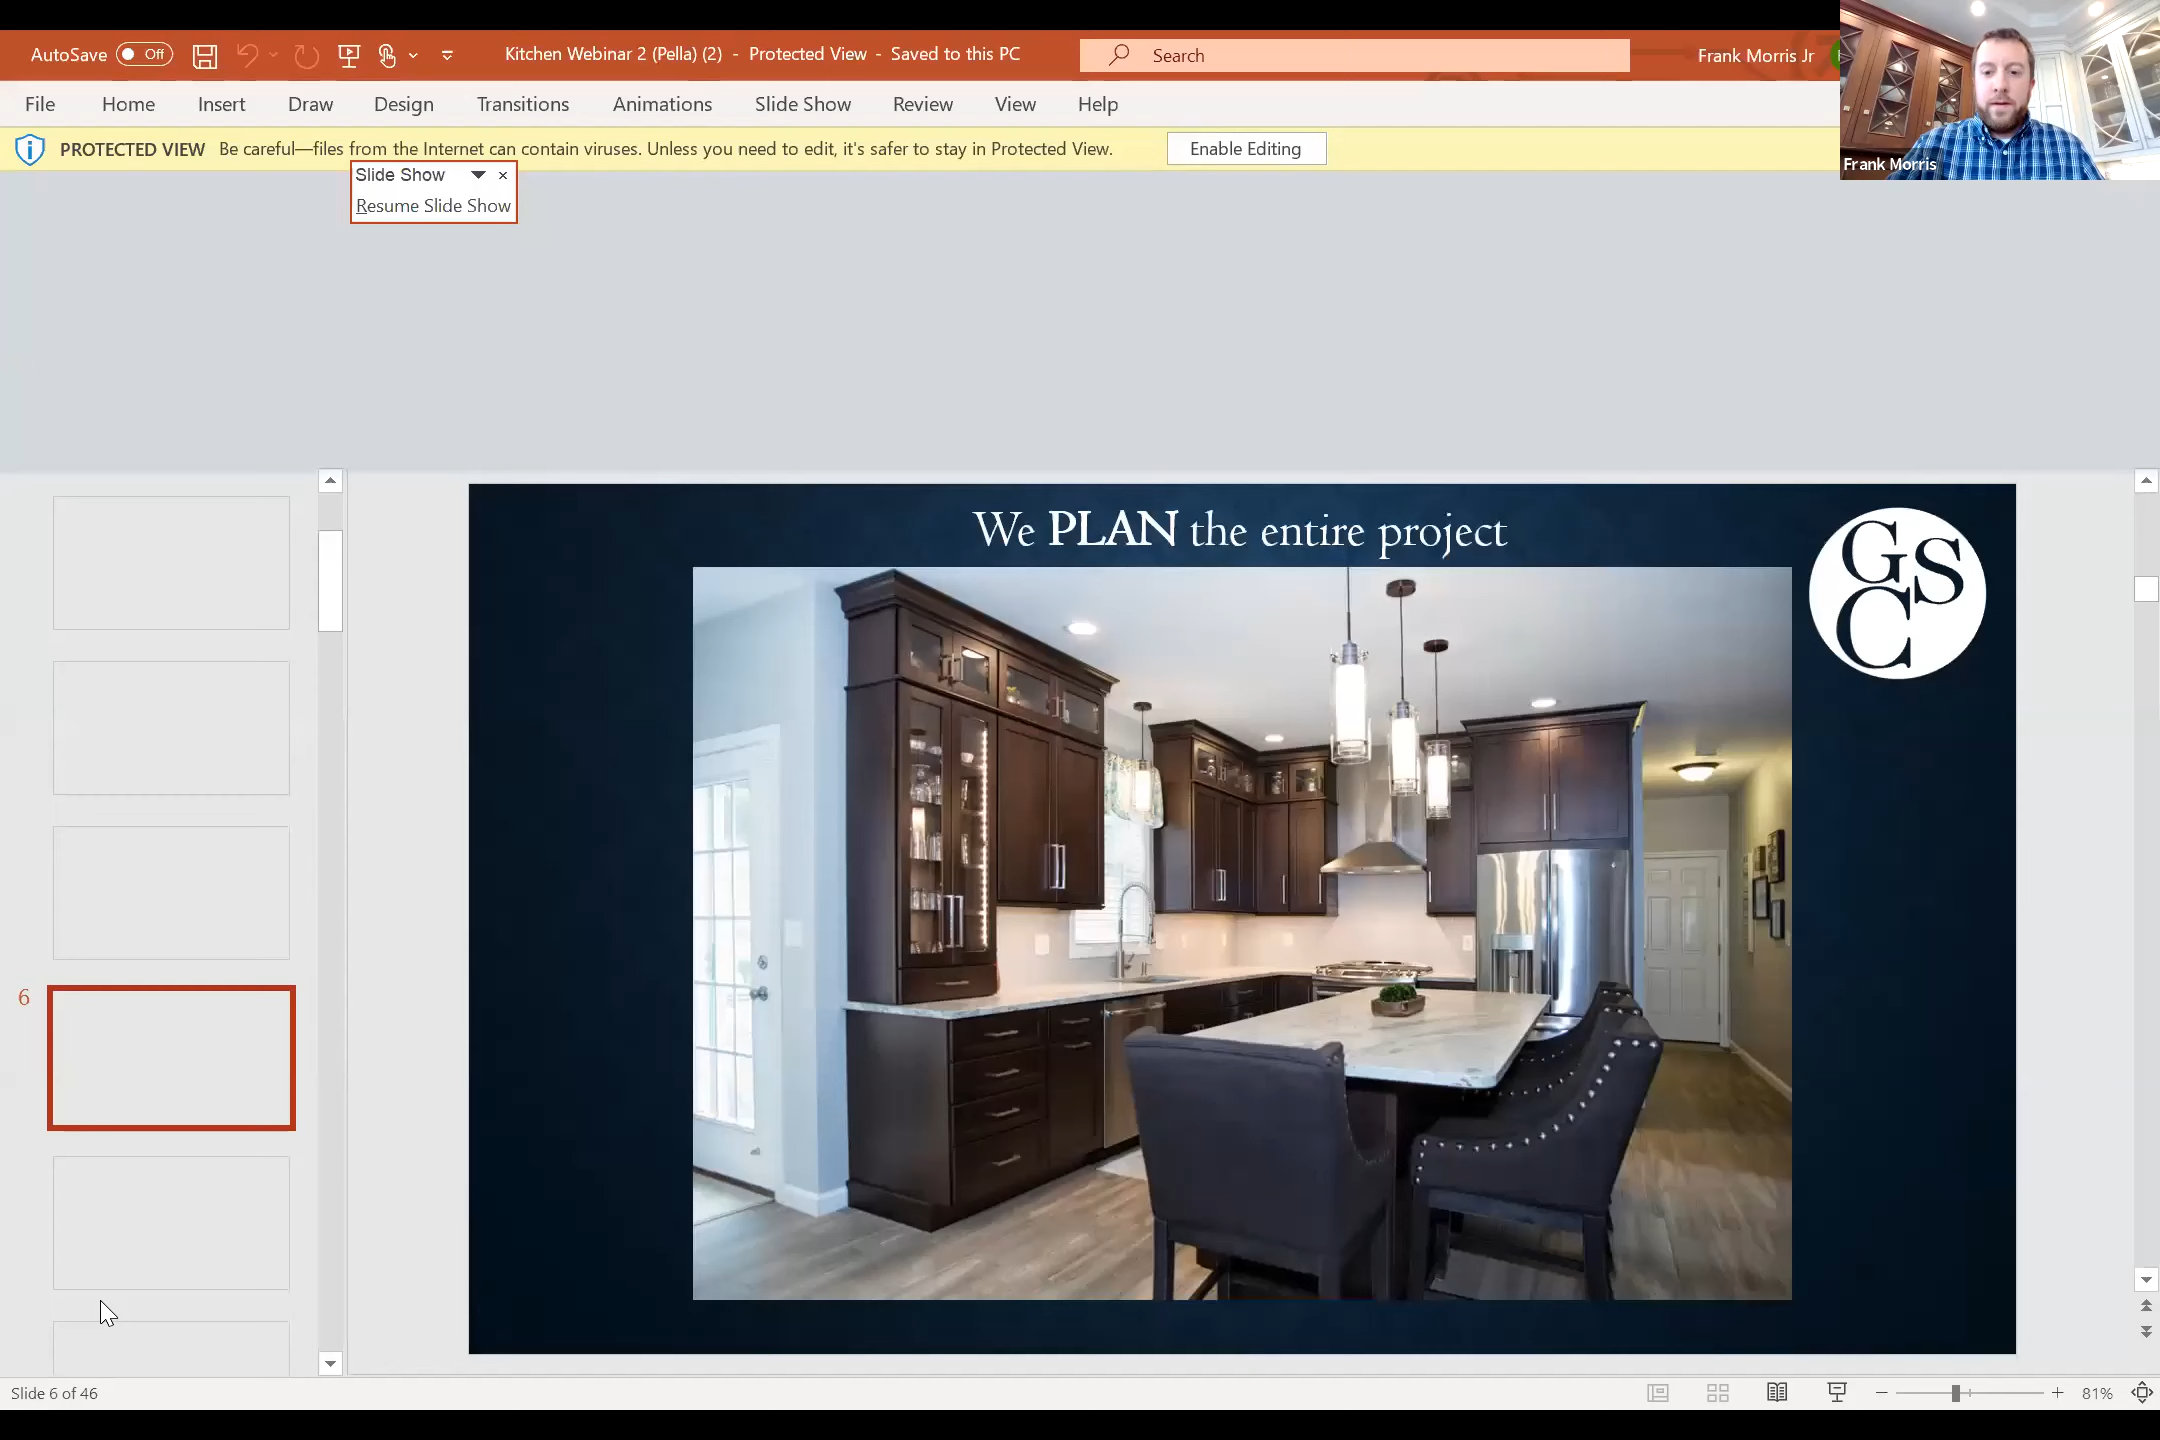 AutoSave Off Kitchen Webinar 2 (Pella) (2) - Protected View - Saved to this PC Search Frank Morris Jr
File Home Insert Draw Design Transitions Animations Slide Show Review View Help
PROTECTED VIEW Be careful—files from the Internet can contain viruses. Unless you need to edit, it's safer to stay in Protected View. Enable Editing
Frank Morris
Slide Show
Resume Slide Show
We PLAN the entire project
GSC
6
Slide 6 of 46
81%